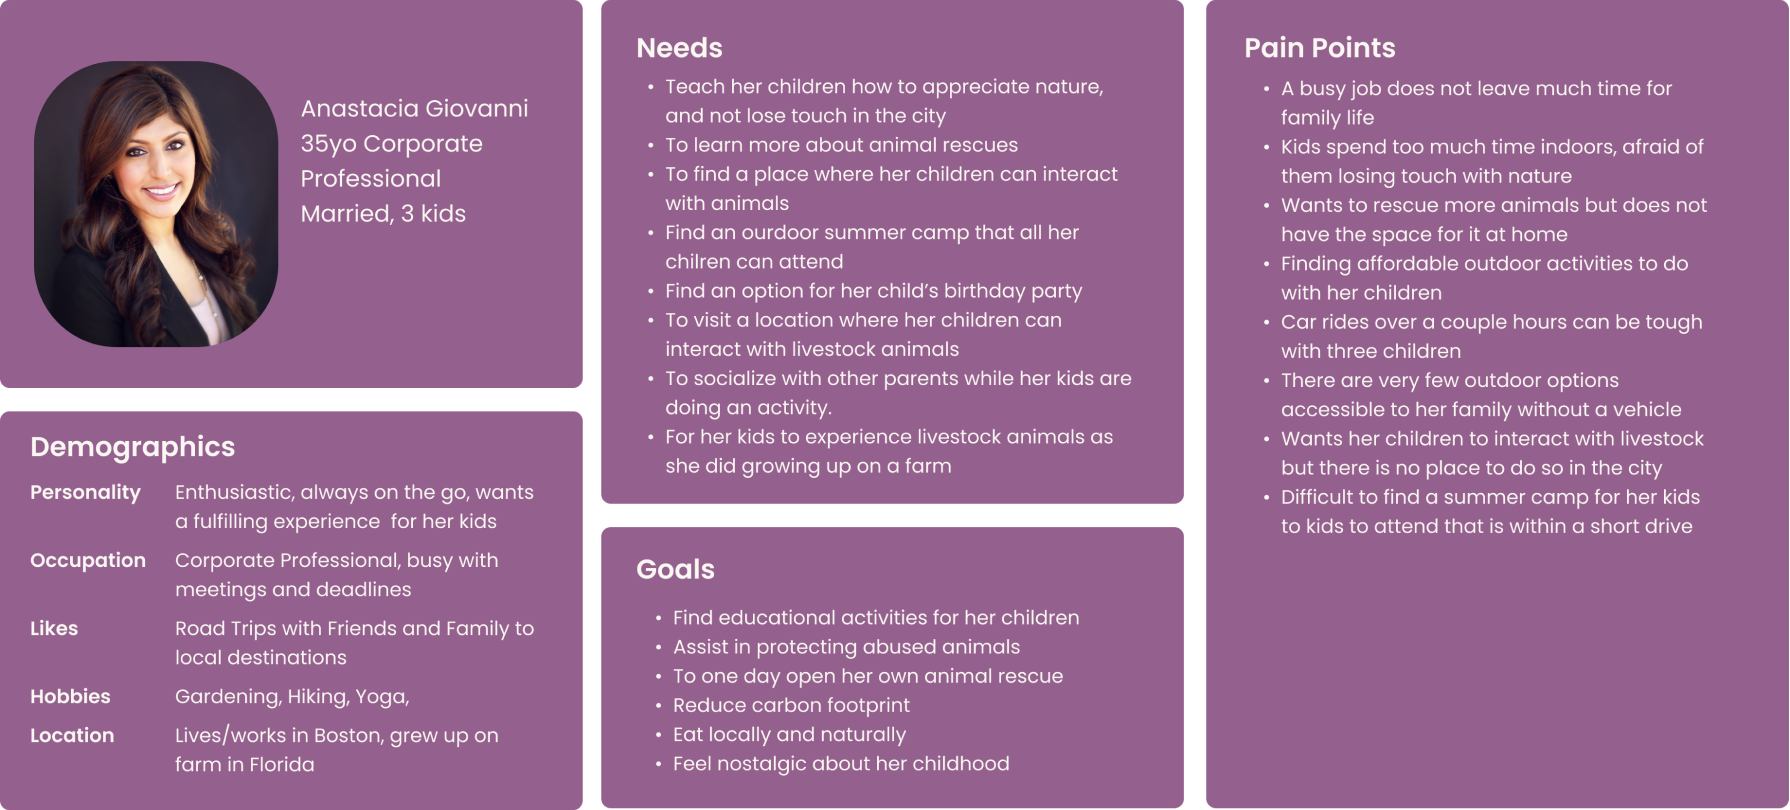 Anastacia Giovanni
35yo Corporate
Professional
Married, 3 kids
Demographics
Personality Enthusiastic, always on the go, wants
a fulfilling experience for her kids
Occupation Corporate Professional, busy with
meetings and deadlines
Likes Road Trips with Friends and Family to
local destinations
Hobbies Gardening, Hiking, Yoga,
Location Lives/works in Boston, grew up on
farm in Florida
Needs
• Teach her children how to appreciate nature,
and not lose touch in the city
• To learn more about animal rescues
• To find a place where her children can interact
with animals
• Find an ourdoor summer camp that all her
chilren can attend
• Find an option for her child's birthday party
• To visit a location where her children can
interact with livestock animals
• To socialize with other parents while her kids are
doing an activity.
• For her kids to experience livestock animals as
she did growing up on a farm
Goals
• Find educational activities for her children
• Assist in protecting abused animals
• To one day open her own animal rescue
• Reduce carbon footprint
• Eat locally and naturally
• Feel nostalgic about her childhood
Pain Points
• A busy job does not leave much time for
family life
• Kids spend too much time indoors, afraid of
them losing touch with nature
• Wants to rescue more animals but does not
have the space for it at home
• Finding affordable outdoor activities to do
with her children
• Car rides over a couple hours can be tough
with three children
• There are very few outdoor options
accessible to her family without a vehicle
• Wants her children to interact with livestock
but there is no place to do so in the city
• Difficult to find a summer camp for her kids
to kids to attend that is within a short drive